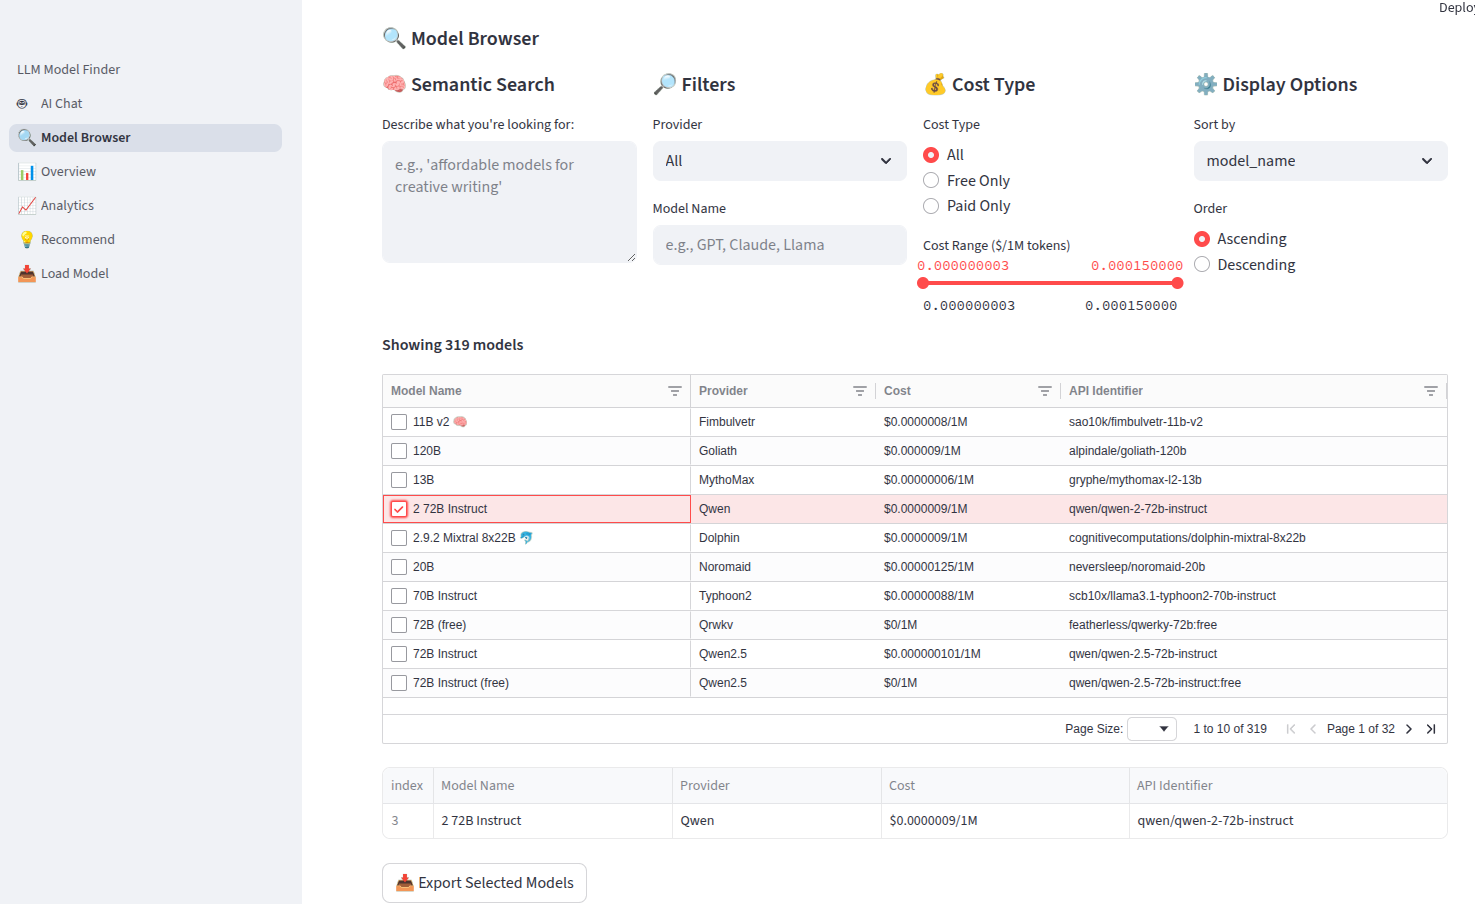 Deploy
LLM Model Finder
AI Chat
Model Browser
Overview
Analytics
Recommend
Load Model
Model Browser
Semantic Search
Describe what you're looking for:
e.g., 'affordable models for
creative writing'
Filters
Provider
All
Model Name
e.g., GPT, Claude, Llama
Cost Type
Cost Type
All
Free Only
Paid Only
Cost Range ($/1M tokens)
0.000000003 0.000150000
0.000000003 0.000150000
Display Options
Sort by
model_name
Order
Ascending
Descending
Showing 319 models
Model Name Provider Cost API Identifier
11B v2 🧠 Fimbulvetr $0.0000008/1M sao10k/fimbulvetr-11b-v2
120B Goliath $0.000009/1M alpindale/goliath-120b
13B MythoMax $0.00000006/1M gryphe/mythomax-l2-13b
2 72B Instruct Qwen $0.0000009/1M qwen/qwen-2-72b-instruct
2.9.2 Mixtral 8x22B 🐬 Dolphin $0.0000009/1M cognitivecomputations/dolphin-mixtral-8x22b
20B Noromaid $0.00000125/1M neversleep/noromaid-20b
70B Instruct Typhoon2 $0.00000088/1M scb10x/llama3.1-typhoon2-70b-instruct
72B (free) Qrwkv $0/1M featherless/qwerky-72b:free
72B Instruct Qwen2.5 $0.000000101/1M qwen/qwen-2.5-72b-instruct
72B Instruct (free) Qwen2.5 $0/1M qwen/qwen-2.5-72b-instruct:free
Page Size: 1 to 10 of 319 Page 1 of 32
index Model Name Provider Cost API Identifier
3 2 72B Instruct Qwen $0.0000009/1M qwen/qwen-2-72b-instruct
Export Selected Models